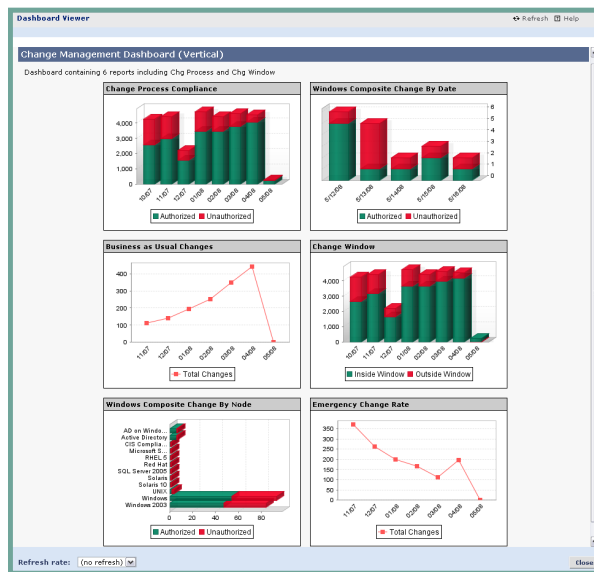 Dashboard Viewer
Refresh Help
Change Management Dashboard (Vertical)
Dashboard containing 6 reports including Chg Process and Chg Window
Change Process Compliance
4,000
3,000
2,000
1,000
0
10/07 11/07 12/07 01/08 02/08 03/08 04/08 05/08
Authorized Unauthorized
Windows Composite Change By Date
6
5
4
3
2
1
0
5/12/08 5/13/08 5/14/08 5/15/08 5/16/08
Authorized Unauthorized
Business as Usual Changes
400
300
200
100
0
11/07 12/07 01/08 02/08 03/08 04/08 05/08
Total Changes
Change Window
4,000
3,000
2,000
1,000
0
10/07 11/07 12/07 01/08 02/08 03/08 04/08 05/08
Inside Window Outside Window
Windows Composite Change By Node
AD on Windo...
Active Directory
CIS Complia...
Microsoft S...
RHEL 5
Red Hat
SQL Server 2005
Solaris
Solaris 10
UNIX
Windows
Windows 2003
0 20 40 60 80
Authorized Unauthorized
Emergency Change Rate
350
300
250
200
150
100
50
0
11/07 12/07 01/08 02/08 03/08 04/08 05/08
Total Changes
Refresh rate: (no refresh)
Close